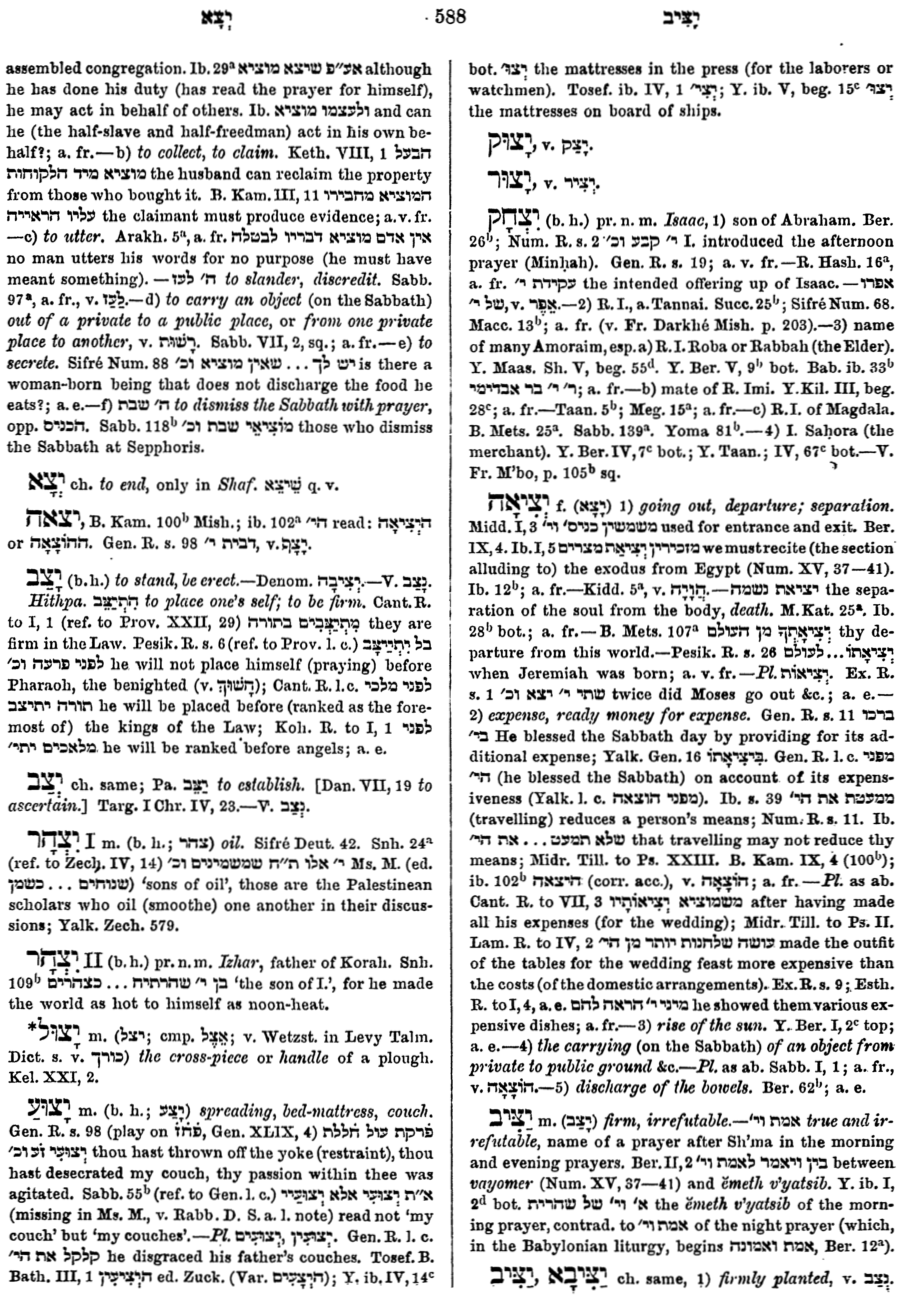 יְצָא 588 יָצִיב
assembled congregation. Ib. 29ª אע״פ שיצא מוציא although
he has done his duty (has read the prayer for himself),
he may act in behalf of others. Ib. ולעצמו מוציא and can
he (the half-slave and half-freedman) act in his own be-
half?; a. fr.—b) to collect, to claim. Keth. VIII, 1 הבעל
מוציא מיד הלקוחות the husband can reclaim the property
from those who bought it. B. Kam. III, 11 המוציא מחבירו
עליו הראייה the claimant must produce evidence; a. v. fr.
—c) to utter. Arakh. 5ª, a. fr. אין אדם מוציא דבריו לבטלה
no man utters his words for no purpose (he must have
meant something). — ה׳ לעז to slander, discredit. Sabb.
97ª, a. fr., v. לַעַז.—d) to carry an object (on the Sabbath)
out of a private to a public place, or from one private
place to another, v. רְשׁוּת. Sabb. VII, 2, sq.; a. fr.—e) to
secrete. Sifré Num. 88 יש לך... שאין מוציא וכ׳ is there a
woman-born being that does not discharge the food he
eats?; a. e.—f) ה׳ שבת to dismiss the Sabbath with prayer,
opp. הכניס. Sabb. 118ᵇ מוֹצִיאֵי שבת וכ׳ those who dismiss
the Sabbath at Sepphoris.
יְצָא ch. to end, only in Shaf. שֵׁיצֵא q. v.
יְצָאה, B. Kam. 100ᵇ Mish.; ib. 102ª הי׳ read: הַיְצִיאָה
or הַהוֹצָאָה. Gen. R. s. 98 דבית י׳, v. יָצַף.
יָצַב (b. h.) to stand, be erect.—Denom. יְצִיבָה.—V. נָצַב.
Hithpa. הִתְיַצֵּב to place one's self; to be firm. Cant. R.
to I, 1 (ref. to Prov. XXII, 29) מִתְיַצְּבִים בתורה they are
firm in the Law. Pesik. R. s. 6 (ref. to Prov. l. c.) בל יִתְיַצֵּב
לפני פרעה וכ׳ he will not place himself (praying) before
Pharaoh, the benighted (v. חָשׁוּךְ); Cant. R. l. c. לפני מלכי
תורה יתיצב he will be placed before (ranked as the fore-
most of) the kings of the Law; Koh. R. to I, 1 לפני
מלאכים יתי׳ he will be ranked before angels; a. e.
יְצַב ch. same; Pa. יַצֵּב to establish. [Dan. VII, 19 to
ascertain.] Targ. I Chr. IV, 23.—V. נְצַב.
יִצְהָר I m. (b. h.; צהר) oil. Sifré Deut. 42. Snh. 24ª
(ref. to Zech. IV, 14) י׳ אלו ת״ח שמשמינים וכ׳ Ms. M. (ed.
שנוחים ... כשמן) 'sons of oil', those are the Palestinean
scholars who oil (smoothe) one another in their discus-
sions; Yalk. Zech. 579.
יִצְהָר II (b. h.) pr. n. m. Izhar, father of Korah. Snh.
109ᵇ בן י׳ שהרתיח ... כצהרים 'the son of I.', for he made
the world as hot to himself as noon-heat.
*יָצוּל m. (יצל; cmp. אֵצֶל; v. Wetzst. in Levy Talm.
Dict. s. v. כורך) the cross-piece or handle of a plough.
Kel. XXI, 2.
יָצוּעַ m. (b. h.; יָצַע) spreading, bed-mattress, couch.
Gen. R. s. 98 (play on פַּחַז, Gen. XLIX, 4) פרקת עול חללת
יְצוּעִי זע וכ׳ thou hast thrown off the yoke (restraint), thou
hast desecrated my couch, thy passion within thee was
agitated. Sabb. 55ᵇ (ref. to Gen. l. c.) א״ת יְצוּעִי אלא יְצוּעַיי
(missing in Ms. M., v. Rabb. D. S. a. l. note) read not 'my
couch' but 'my couches'.—Pl. יְצוּעִים, יְצוּעִין. Gen. R. l. c.
קלקל את הי׳ he disgraced his father's couches. Tosef. B.
Bath. III, 1 היְצִיעִין ed. Zuck. (Var. היְצָעִים); Y. ib. IV, 14ᶜ
bot. יְצוּ׳ the mattresses in the press (for the laborers or
watchmen). Tosef. ib. IV, 1 יְצִי׳; Y. ib. V, beg. 15ᶜ יְצוּ׳
the mattresses on board of ships.
יָצוּק, v. יָצַק.
יָצוּר, v. יְצִיר.
יִצְחָק (b. h.) pr. n. m. Isaac, 1) son of Abraham. Ber.
26ᵇ; Num. R. s. 2 י׳ קבע וכ׳ I. introduced the afternoon
prayer (Minḥah). Gen. R. s. 19; a. v. fr.—R. Hash. 16ª,
a. fr. עקידת י׳ the intended offering up of Isaac.—אפרו
של י׳, v. אֵפֶר.—2) R. I., a. Tannai. Succ. 25ᵇ; Sifré Num. 68.
Macc. 13ᵇ; a. fr. (v. Fr. Darkhé Mish. p. 203).—3) name
of many Amoraim, esp. a) R. I. Roba or Rabbah (the Elder).
Y. Maas. Sh. V, beg. 55ᵈ. Y. Ber. V, 9ᵇ bot. Bab. ib. 33ᵇ
ר׳ י׳ בר אבדימי; a. fr.—b) mate of R. Imi. Y. Kil. III, beg.
28ᶜ; a. fr.—Taan. 5ᵇ; Meg. 15ª; a. fr.—c) R. I. of Magdala.
B. Mets. 25ª. Sabb. 139ª. Yoma 81ᵇ.—4) I. Saḥora (the
merchant). Y. Ber. IV, 7ᶜ bot.; Y. Taan.; IV, 67ᶜ bot.—V.
Fr. M'bo, p. 105ᵇ sq.
יְצִיאָה f. (יָצָא) 1) going out, departure; separation.
Midd. I, 3 משמשין כניס׳ וי׳ used for entrance and exit. Ber.
IX, 4. Ib. I, 5 מזכירין יְצִיאַת מצרים we must recite (the section
alluding to) the exodus from Egypt (Num. XV, 37—41).
Ib. 12ᵇ; a. fr.—Kidd. 5ª, v. הֲוָיָה.—יציאת נשמה the sepa-
ration of the soul from the body, death. M. Kat. 25ª. Ib.
28ᵇ bot.; a. fr.—B. Mets. 107ª יְצִיאָתְךָ מן העולם thy de-
parture from this world.—Pesik. R. s. 26 יְצִיאָתוֹ...לעולם
when Jeremiah was born; a. v. fr.—Pl. יְצִיאוֹת. Ex. R.
s. 1 שתי י׳ יצא וכ׳ twice did Moses go out &c.; a. e.—
2) expense, ready money for expense. Gen. R. s. 11 ברכו
בי׳ He blessed the Sabbath day by providing for its ad-
ditional expense; Yalk. Gen. 16 בִּיצִיאָתוֹ. Gen. R. l. c. מפני
הי׳ (he blessed the Sabbath) on account of its expens-
iveness (Yalk. l. c. מפני הוצאה). Ib. s. 39 ממעטת את הי׳
(travelling) reduces a person's means; Num. R. s. 11. Ib.
שלא תמעט ... את הי׳ that travelling may not reduce thy
means; Midr. Till. to Ps. XXIII. B. Kam. IX, 4 (100ᵇ);
ib. 102ᵇ היצאה (corr. acc.), v. הוֹצָאָה; a. fr.—Pl. as ab.
Cant. R. to VII, 3 משמוציא יְצִיאוֹתָיו after having made
all his expenses (for the wedding); Midr. Till. to Ps. II.
Lam. R. to IV, 2 עושה שלחנות יותר מן הי׳ made the outfit
of the tables for the wedding feast more expensive than
the costs (of the domestic arrangements). Ex. R. s. 9; Esth.
R. to I, 4, a. e. מיני י׳ הראה להם he showed them various ex-
pensive dishes; a. fr.—3) rise of the sun. Y. Ber. I, 2ᶜ top;
a. e.—4) the carrying (on the Sabbath) of an object from
private to public ground &c.—Pl. as ab. Sabb. I, 1; a. fr.,
v. הוֹצָאָה.—5) discharge of the bowels. Ber. 62ᵇ; a. e.
יַצִּיב m. (יָצַב) firm, irrefutable.—אמת וי׳ true and ir-
refutable, name of a prayer after Sh'ma in the morning
and evening prayers. Ber. II, 2 בין ויאמר לאמת וי׳ between
vayomer (Num. XV, 37—41) and ĕmeth v'yatsib. Y. ib. I,
2ᵈ bot. א׳ וי׳ של שחרית the ĕmeth v'yatsib of the morn-
ing prayer, contrad. to אמת וי׳ of the night prayer (which,
in the Babylonian liturgy, begins אמת ואמונה, Ber. 12ª).
יַצִּיב, יַצִּיבָא ch. same, 1) firmly planted, v. נְצַב.